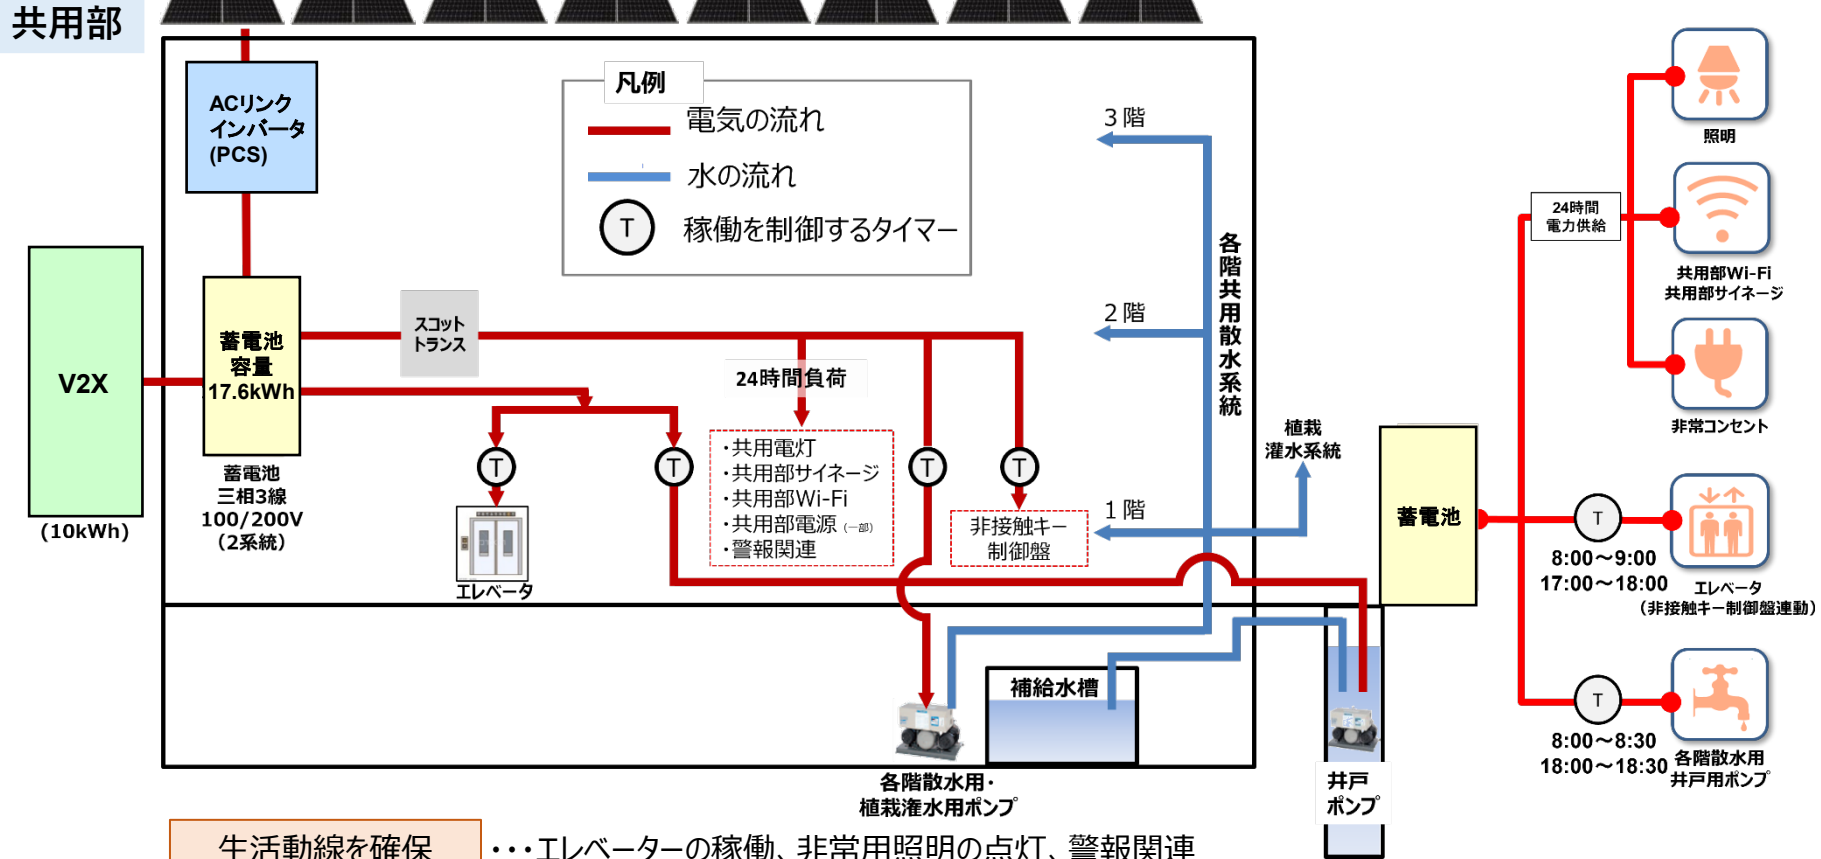 共用部
ACリンク
インバータ
(PCS)
凡例
電気の流れ
水の流れ
T
稼働を制御するタイマー
V2X
(10kWh)
蓄電池
容量
17.6kWh
蓄電池
三相3線
100/200V
(2系統)
スコット
トランス
24時間負荷
T
T
T
T
エレベータ
・共用電灯
・共用部サイネージ
・共用部Wi-Fi
・共用部電源 (一部)
・警報関連
非接触キー
制御盤
3階
2階
1階
各階共用散水系統
植栽
灌水系統
補給水槽
各階散水用・
植栽潅水用ポンプ
井戸
ポンプ
蓄電池
24時間
電力供給
照明
共用部Wi-Fi
共用部サイネージ
非常コンセント
T
8:00～9:00
17:00～18:00
エレベータ
(非接触キー制御盤連動)
T
8:00～8:30
18:00～18:30
各階散水用
井戸用ポンプ
生活動線を確保
・・・エレベーターの稼働、非常用照明の点灯、警報関連